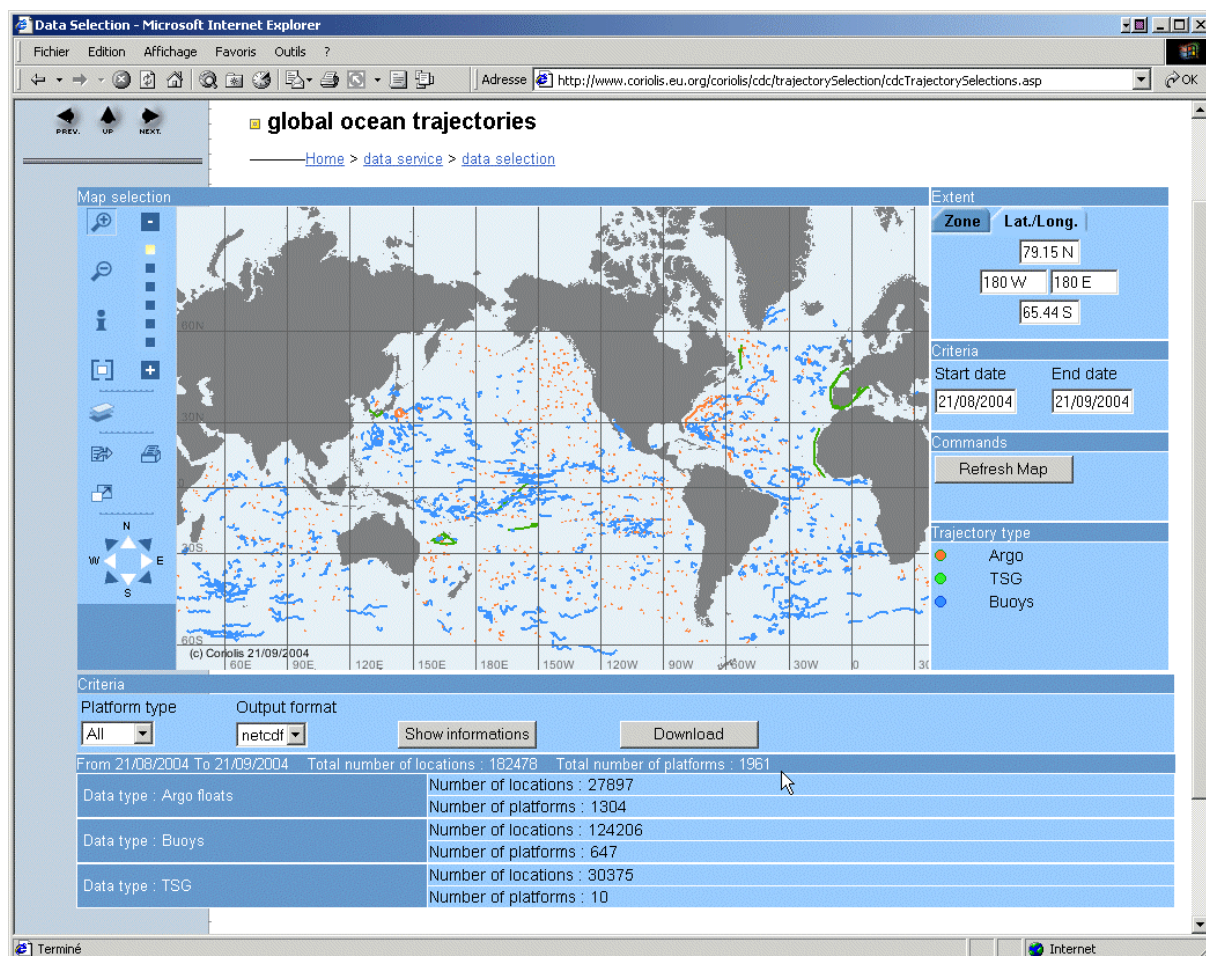 Data Selection - Microsoft Internet Explorer
Fichier Edition Affichage Favoris Outils ?
Adresse http://www.coriolis.eu.org/coriolis/cdc/trajectorySelection/cdcTrajectorySelections.asp OK
PREV. UP NEXT.
global ocean trajectories
Home > data service > data selection
Map selection
Extent
Zone Lat./Long.
79.15 N
180 W 180 E
65.44 S
Criteria
Start date End date
21/08/2004 21/09/2004
Commands
Refresh Map
Trajectory type
Argo
TSG
Buoys
N
W E
S
60N
30N
0
30S
60S
(c) Coriolis 21/09/2004
60E 90E 120E 150E 180E 150W 120W 90W 60W 30W 0 30
Criteria
Platform type Output format
All netcdf Show informations Download
From 21/08/2004 To 21/09/2004 Total number of locations : 182478 Total number of platforms : 1961
Data type : Argo floats
Number of locations : 27897
Number of platforms : 1304
Data type : Buoys
Number of locations : 124206
Number of platforms : 647
Data type : TSG
Number of locations : 30375
Number of platforms : 10
Terminé Internet